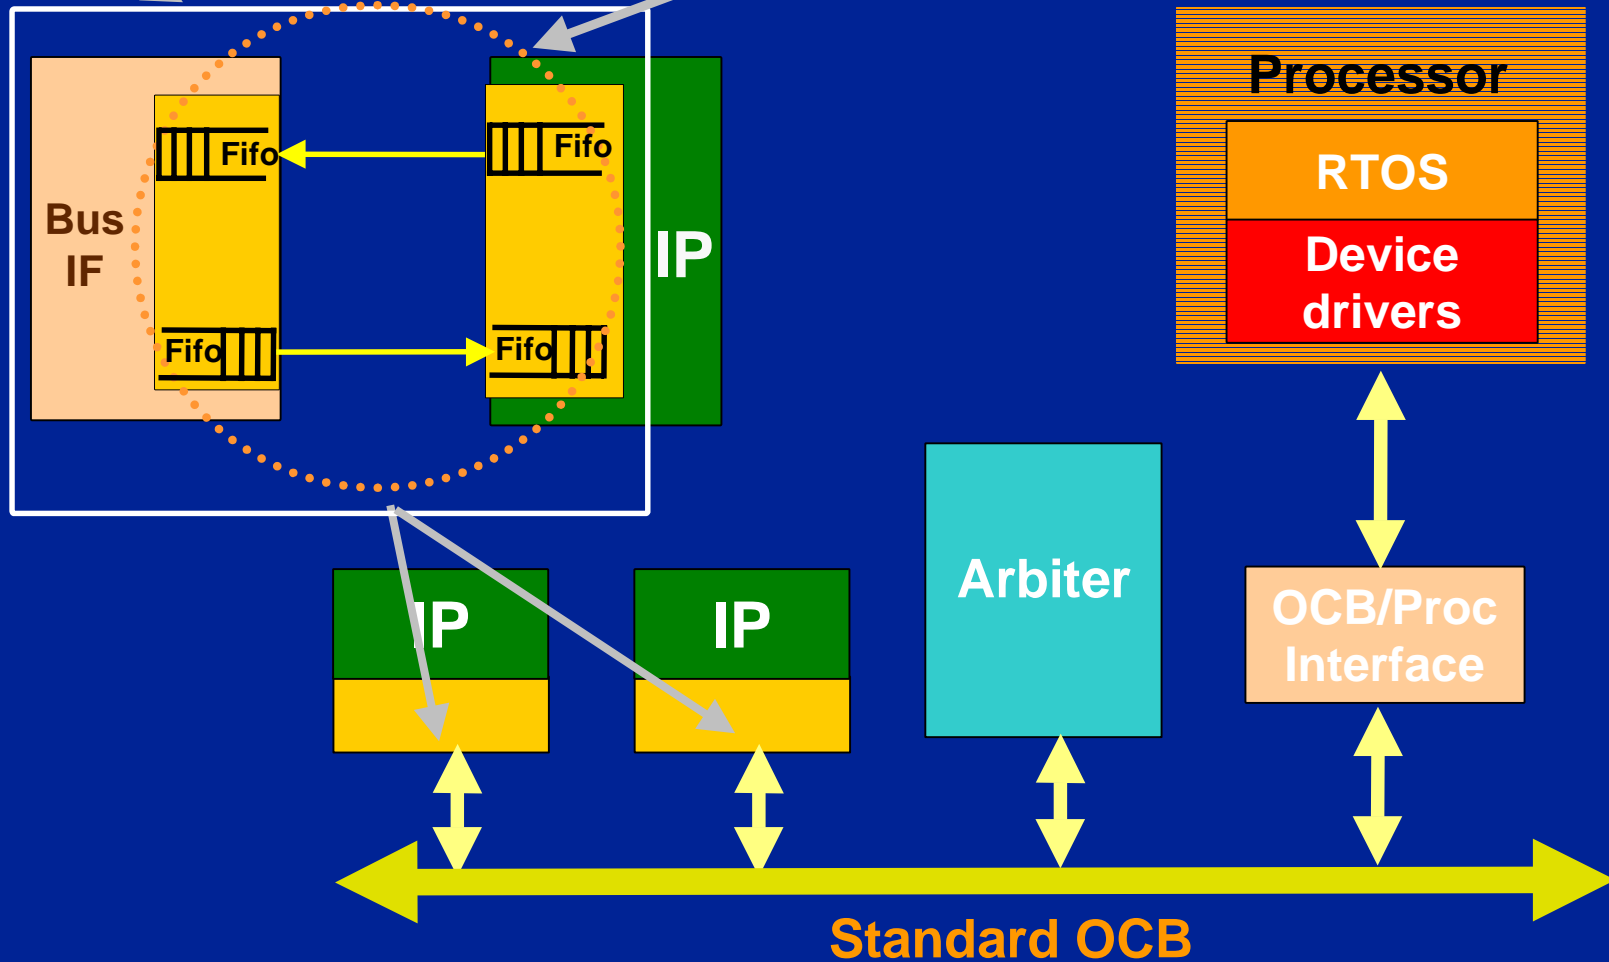 Processor
RTOS
Device
drivers
Fifo
Fifo
Bus
IF
IP
Fifo
Fifo
IP
IP
Arbiter
OCB/Proc
Interface
Standard OCB